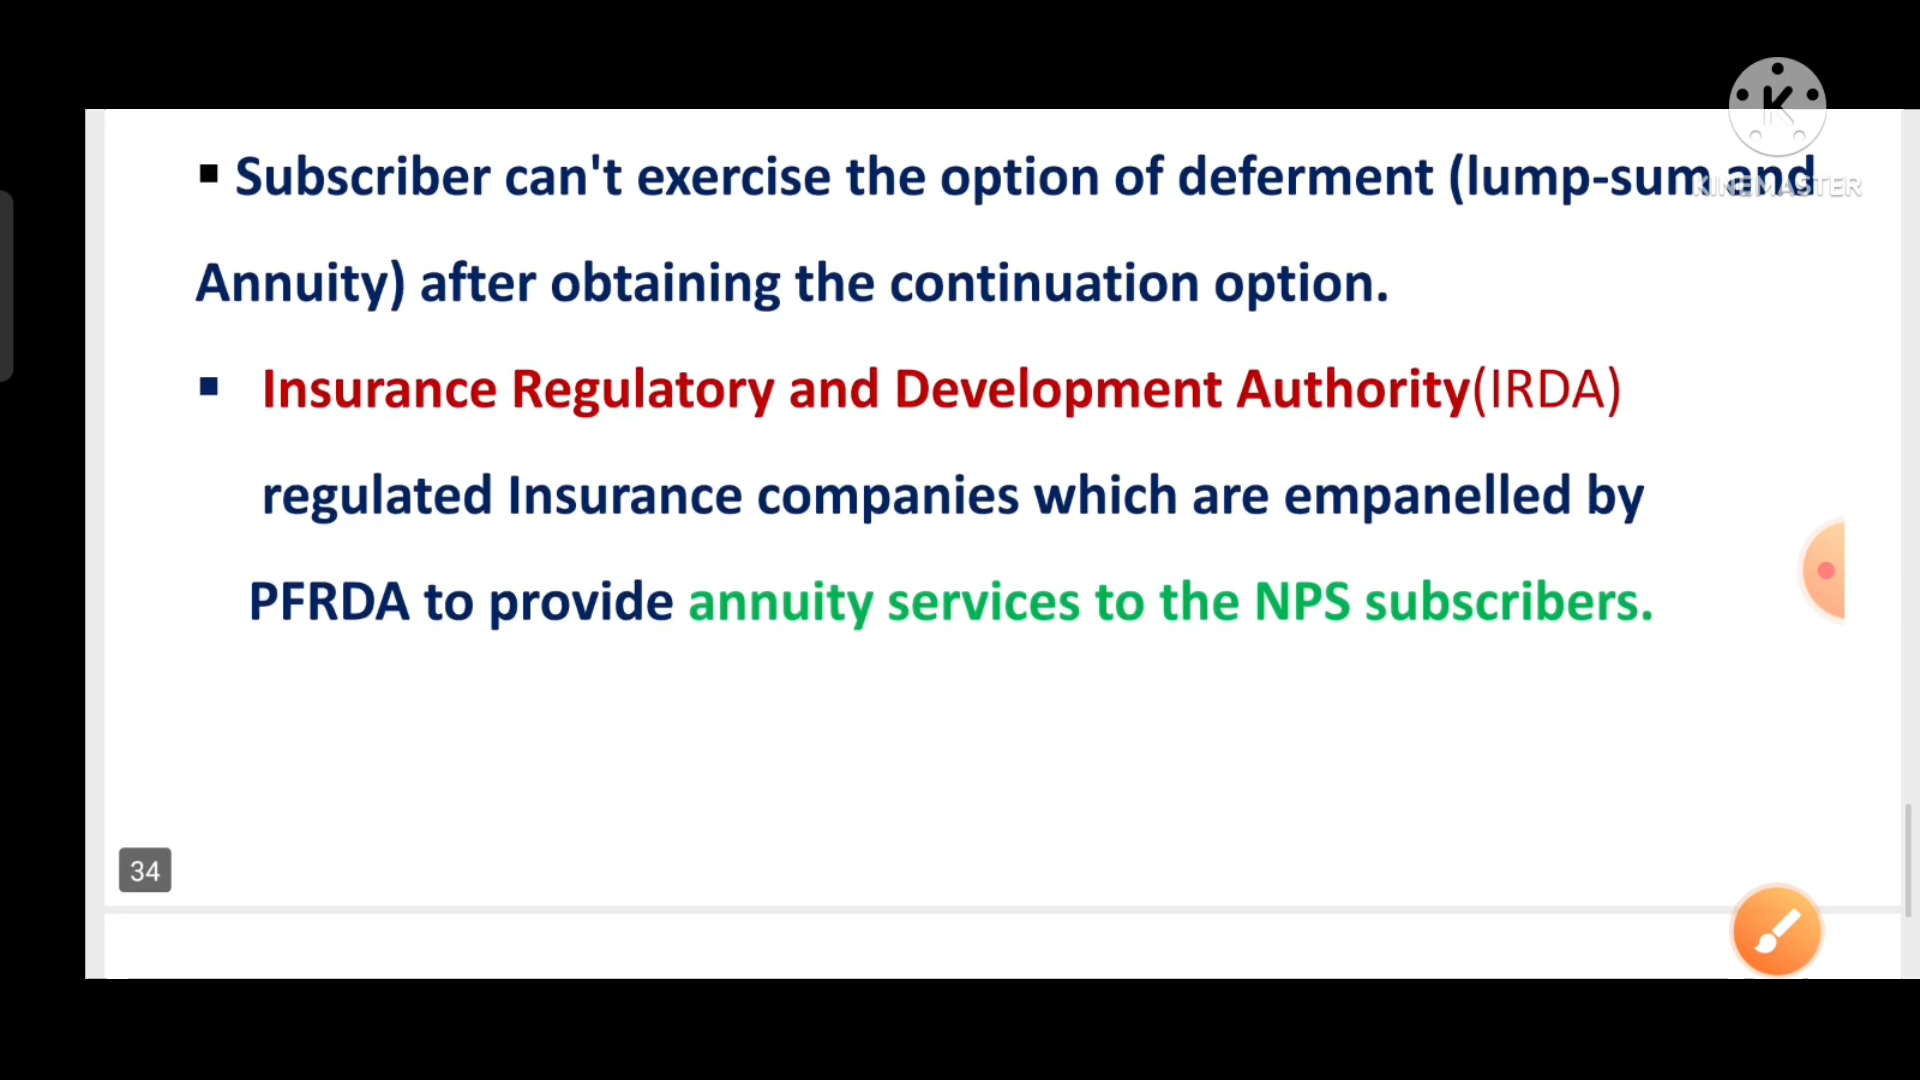 ▪ Subscriber can't exercise the option of deferment (lump-sum and
KINEMASTER
Annuity) after obtaining the continuation option.
▪ Insurance Regulatory and Development Authority(IRDA)
regulated Insurance companies which are empanelled by
PFRDA to provide annuity services to the NPS subscribers.
34